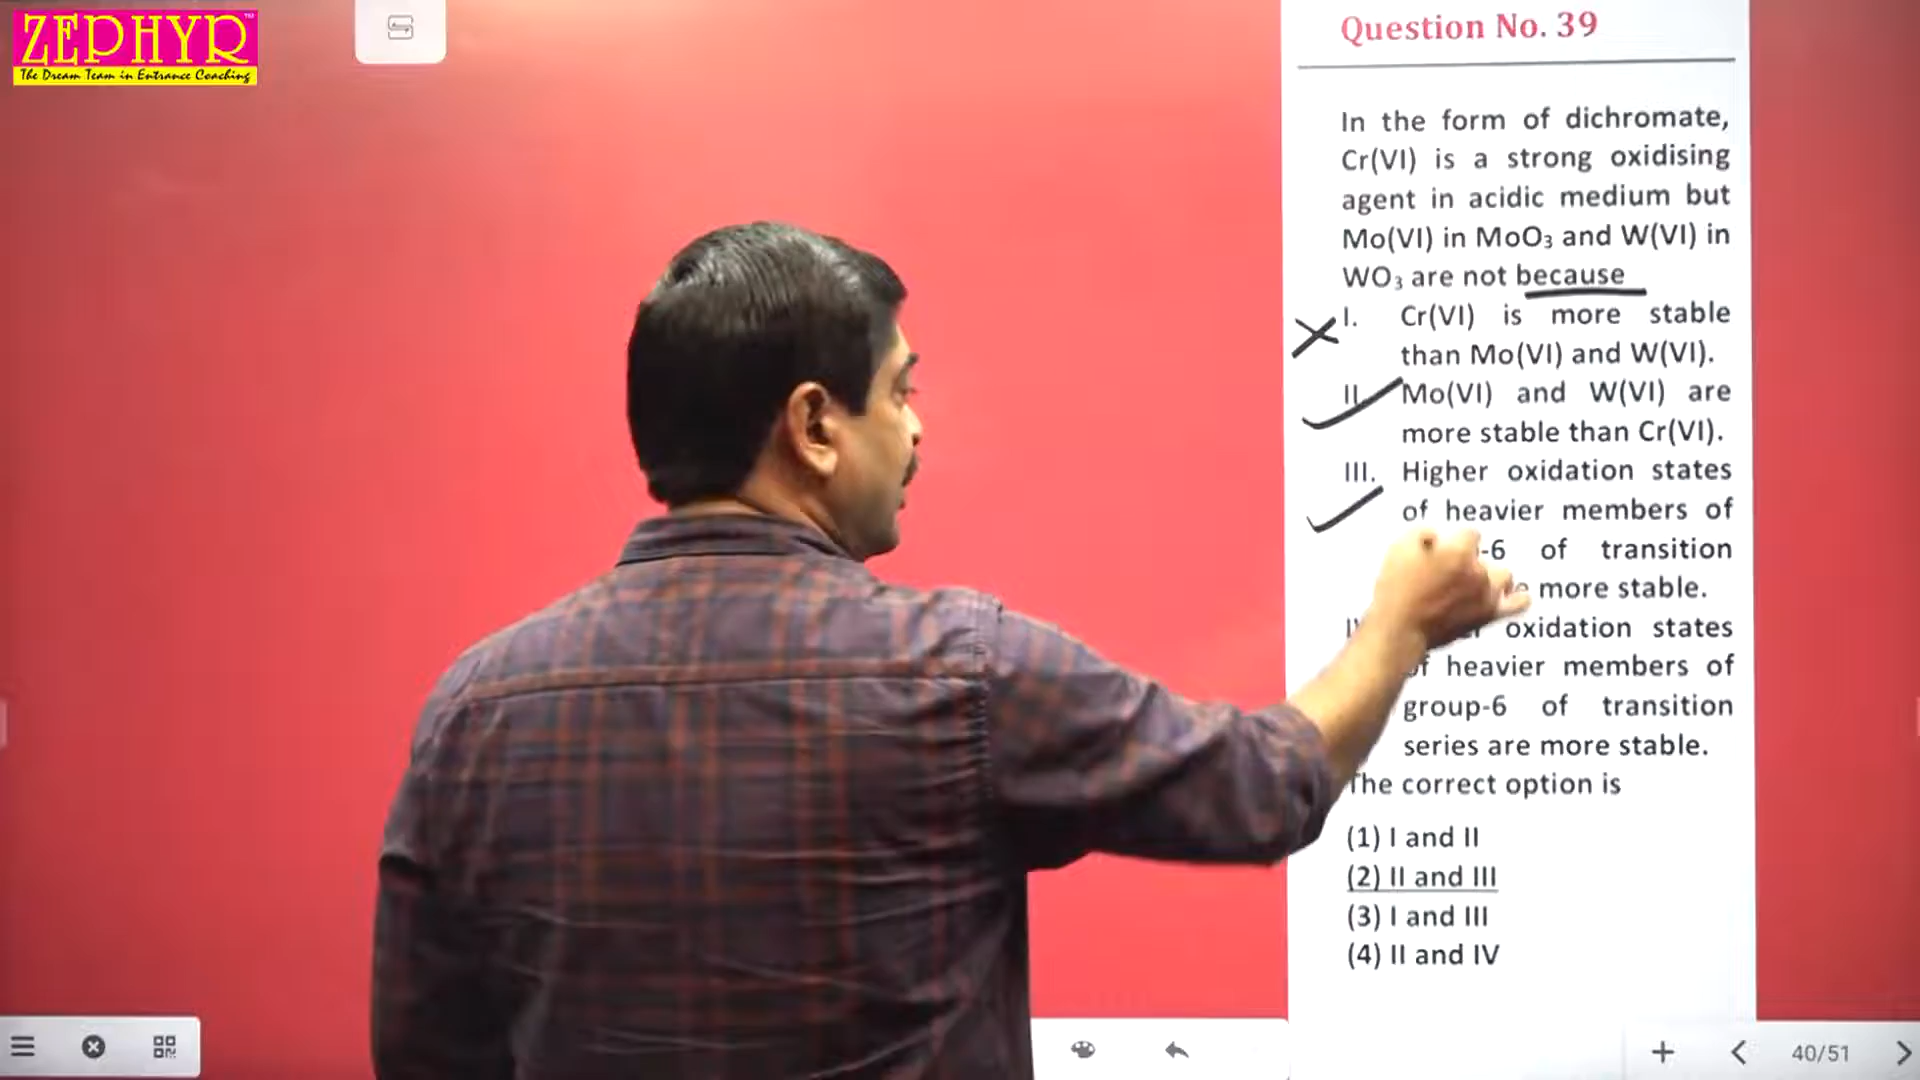 ZEPHYR™
The Dream Team in Entrance Coaching
Question No. 39
In the form of dichromate,
Cr(VI) is a strong oxidising
agent in acidic medium but
Mo(VI) in MoO₃ and W(VI) in
WO₃ are not because
I. Cr(VI) is more stable
than Mo(VI) and W(VI).
II. Mo(VI) and W(VI) are
more stable than Cr(VI).
III. Higher oxidation states
of heavier members of
-6 of transition
more stable.
oxidation states
of heavier members of
group-6 of transition
series are more stable.
The correct option is
(1) I and II
(2) II and III
(3) I and III
(4) II and IV
40/51